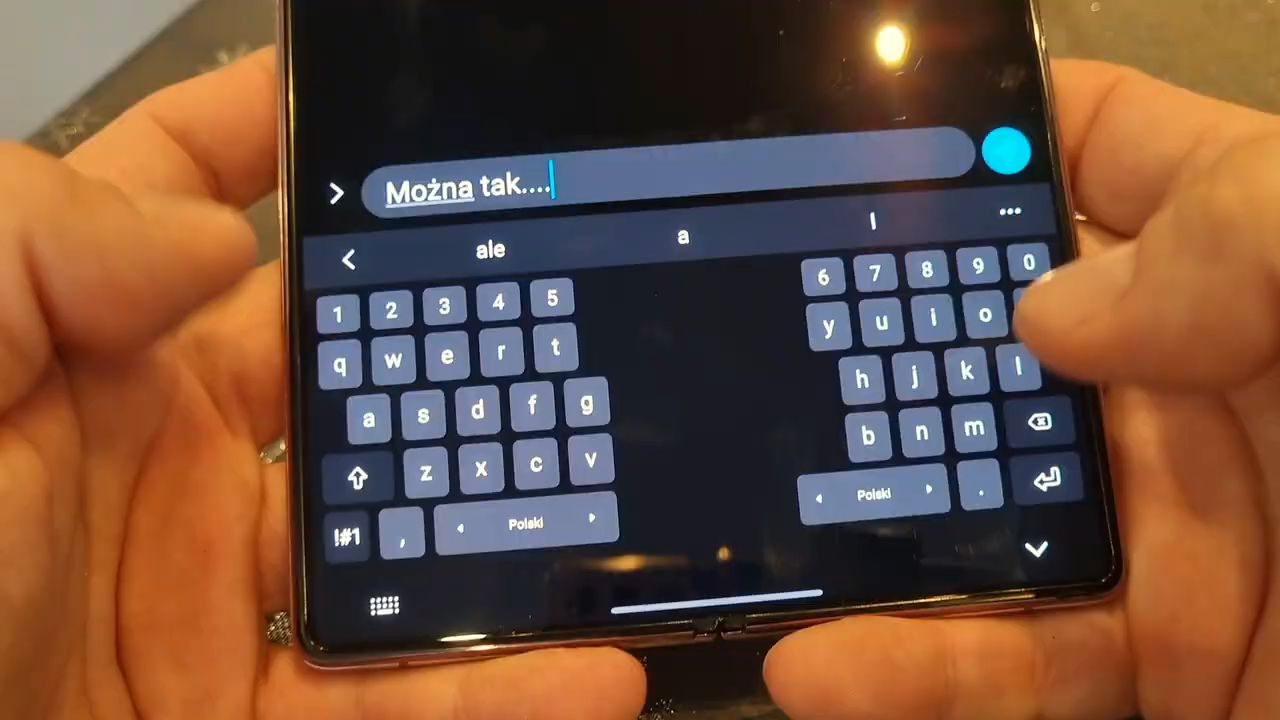 Można tak....
ale a l
1 2 3 4 5 6 7 8 9 0
q w e r t y u i o
a s d f g h j k l
z x c v b n m
!#1 , Polski Polski .